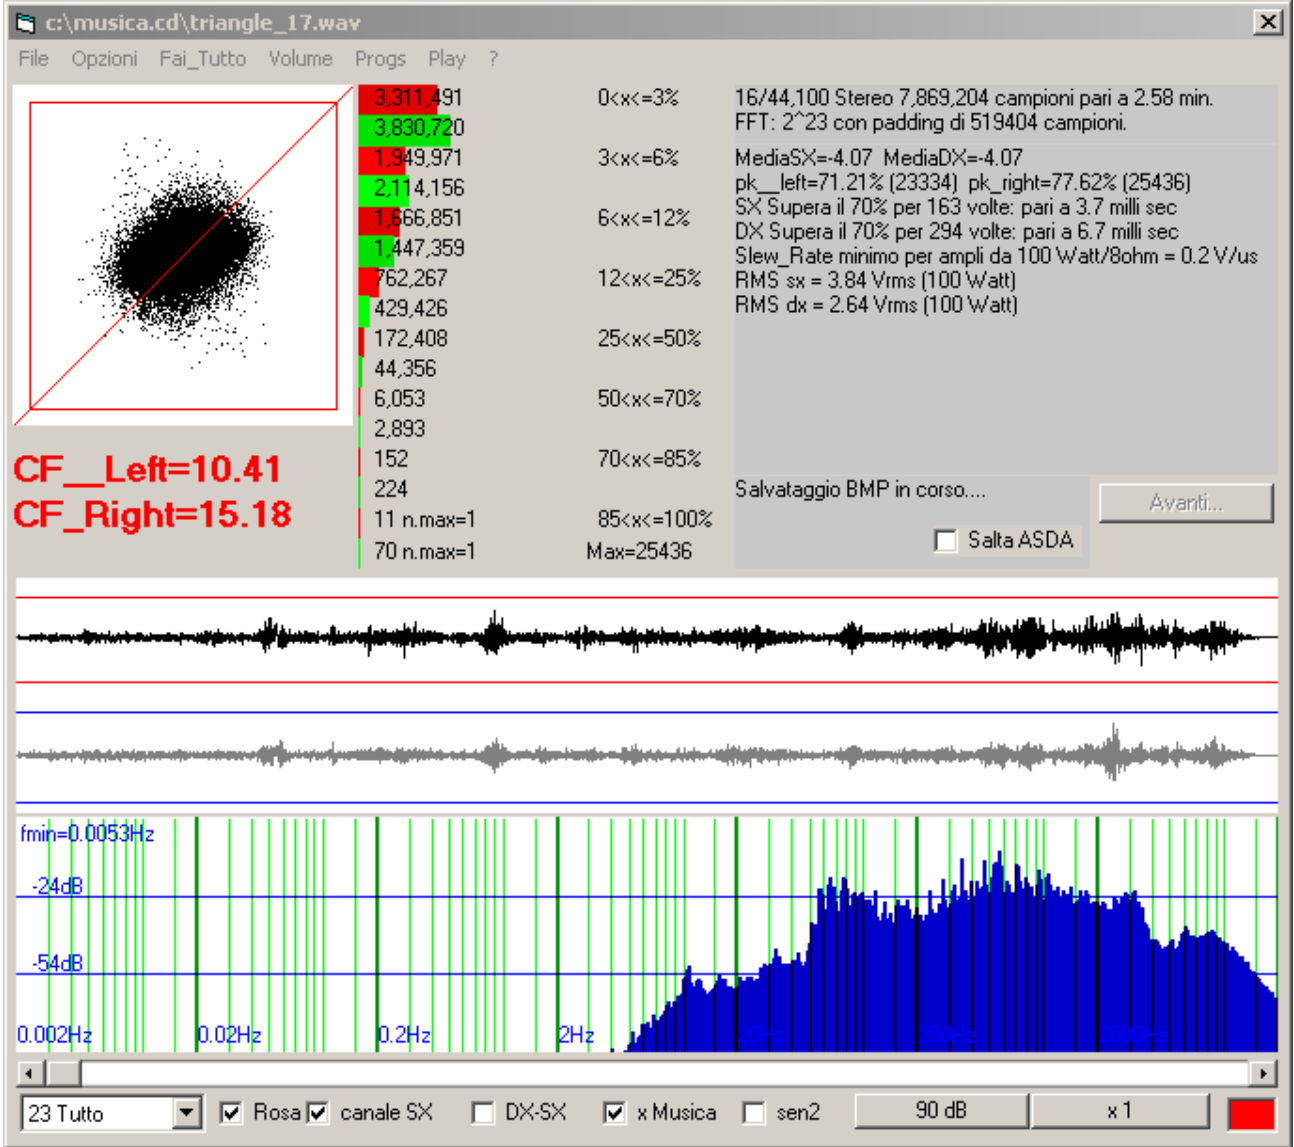 c:\musica.cd\triangle_17.wav
File Opzioni Fai_Tutto Volume Progs Play ?
3,311,491 0<x<=3%
3,830,720
1,949,971 3<x<=6%
2,114,156
1,666,851 6<x<=12%
1,447,359
762,267 12<x<=25%
429,426
172,408 25<x<=50%
44,356
6,053 50<x<=70%
2,893
152 70<x<=85%
224
11 n.max=1 85<x<=100%
70 n.max=1 Max=25436
16/44,100 Stereo 7,869,204 campioni pari a 2.58 min.
FFT: 2^23 con padding di 519404 campioni.
MediaSX=-4.07 MediaDX=-4.07
pk__left=71.21% (23334) pk_right=77.62% (25436)
SX Supera il 70% per 163 volte: pari a 3.7 milli sec
DX Supera il 70% per 294 volte: pari a 6.7 milli sec
Slew_Rate minimo per ampli da 100 Watt/8ohm = 0.2 V/us
RMS sx = 3.84 Vrms (100 Watt)
RMS dx = 2.64 Vrms (100 Watt)
CF__Left=10.41
CF_Right=15.18
Salvataggio BMP in corso....
Avanti...
Salta ASDA
fmin=0.0053Hz
-24dB
-54dB
0.002Hz 0.02Hz 0.2Hz 2Hz 20Hz 200Hz 2000Hz
23 Tutto Rosa canale SX DX-SX x Musica sen2 90 dB x 1